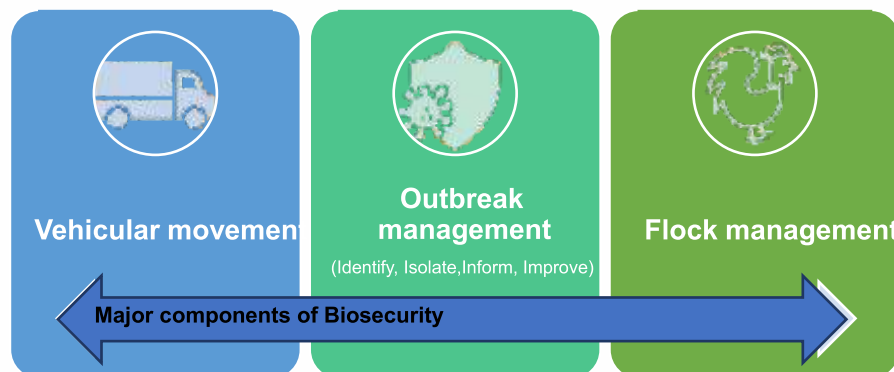 Vehicular movement
Outbreak
management
(Identify, Isolate,Inform, Improve)
Flock management
Major components of Biosecurity